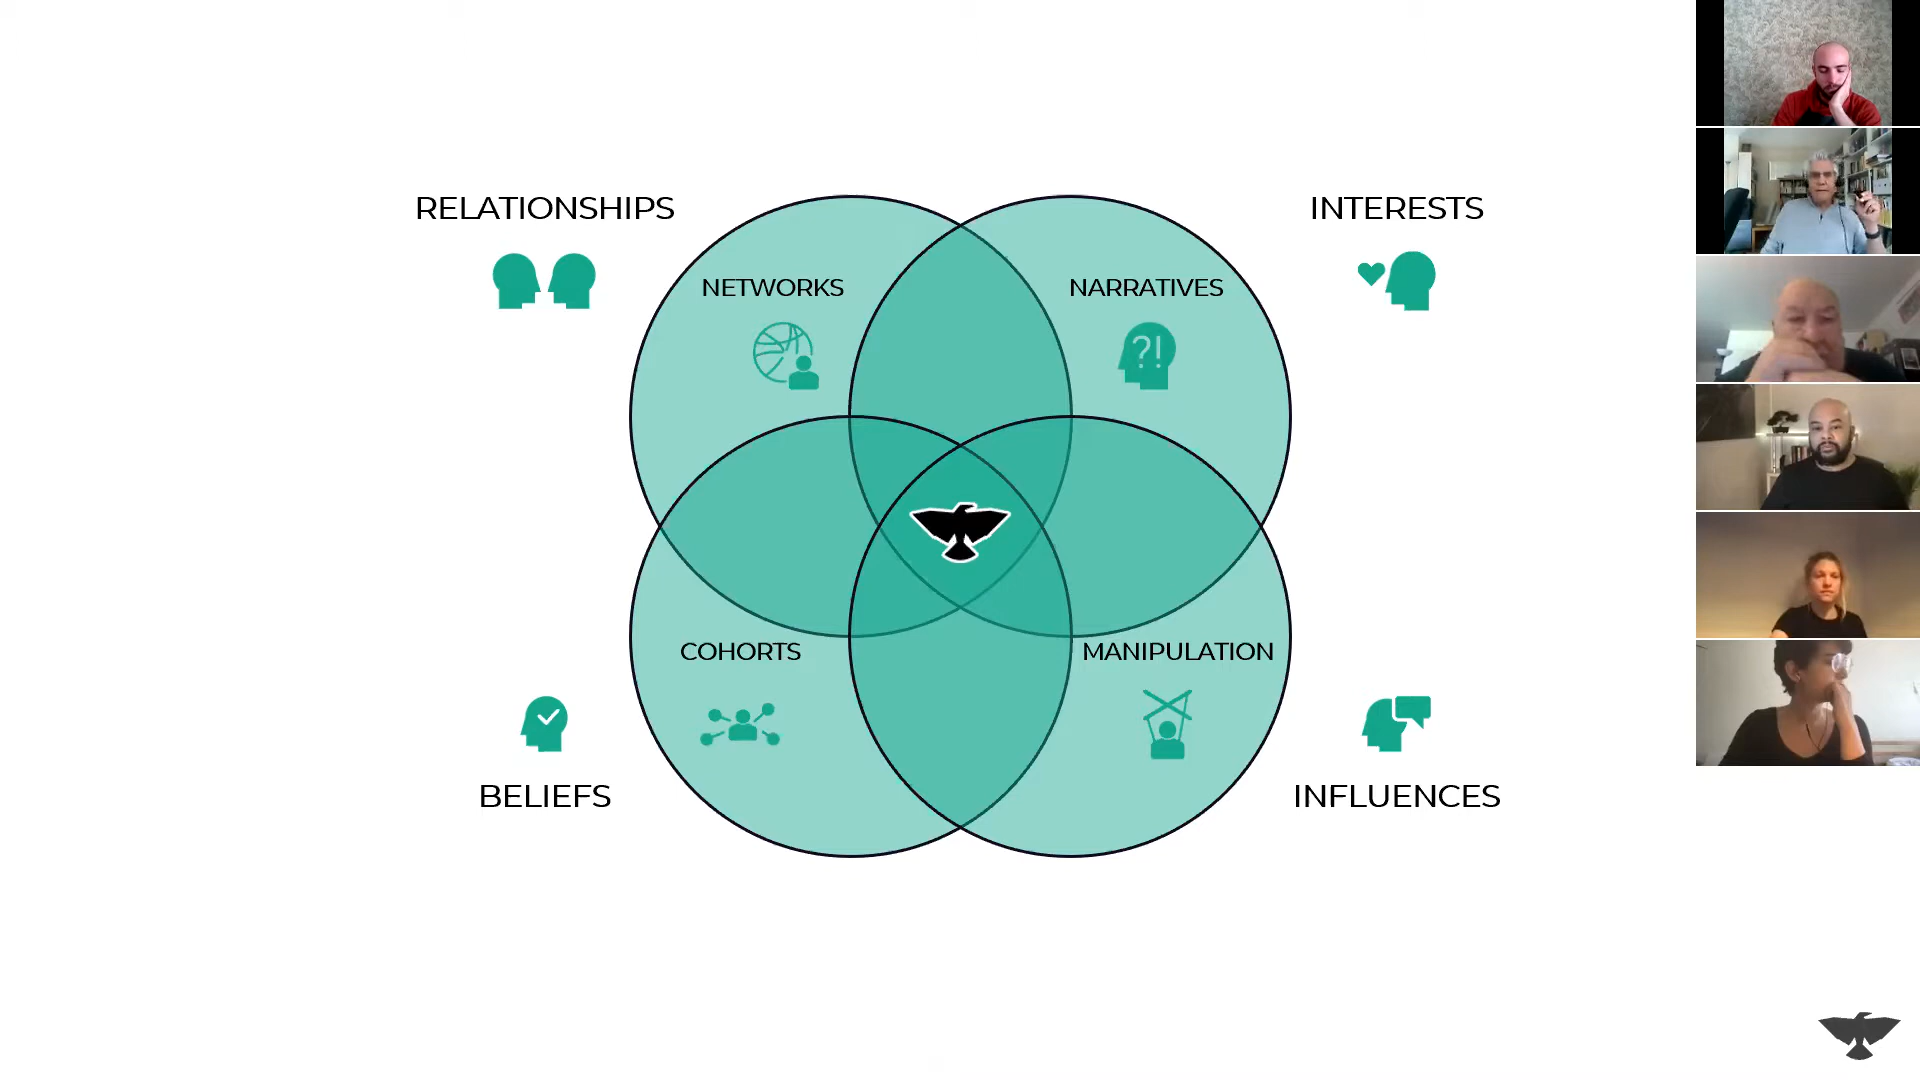 RELATIONSHIPS
INTERESTS
NETWORKS
NARRATIVES
?!
COHORTS
MANIPULATION
BELIEFS
INFLUENCES